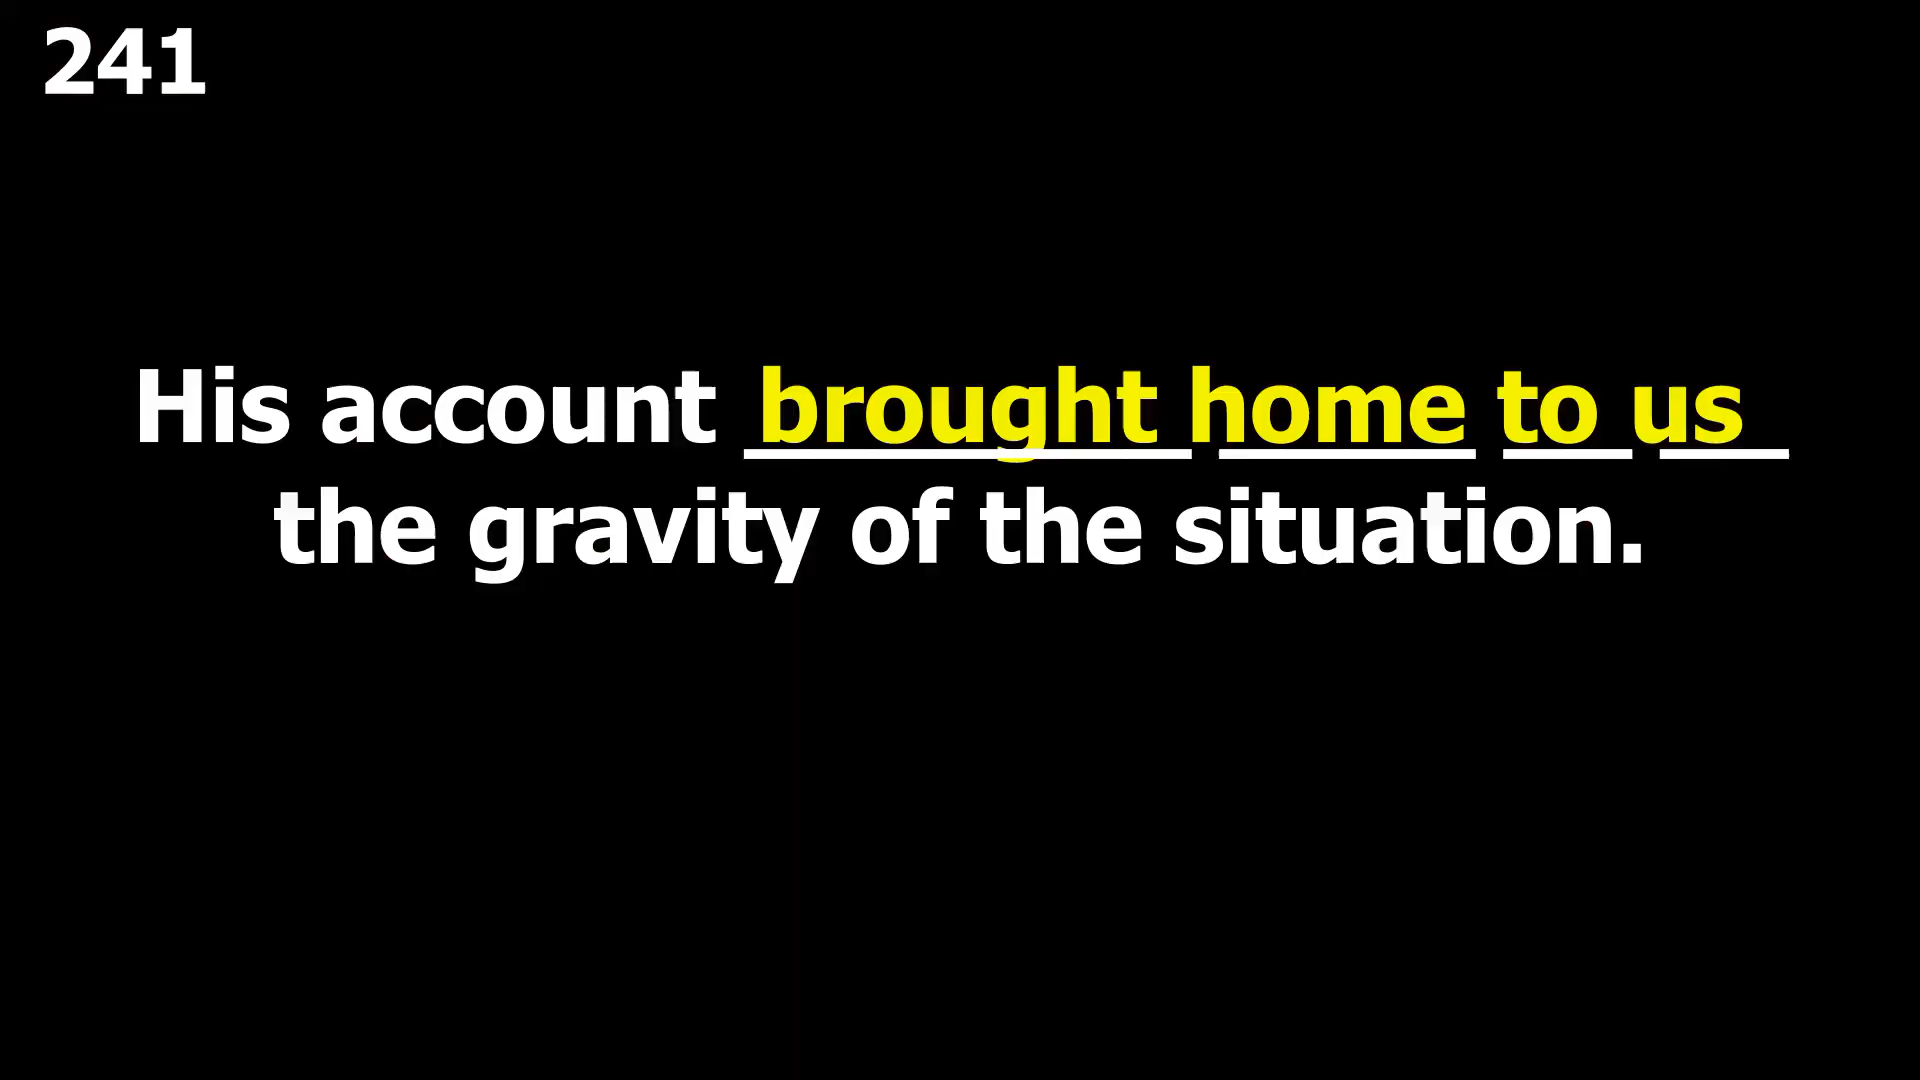 241
His account brought home to us
the gravity of the situation.